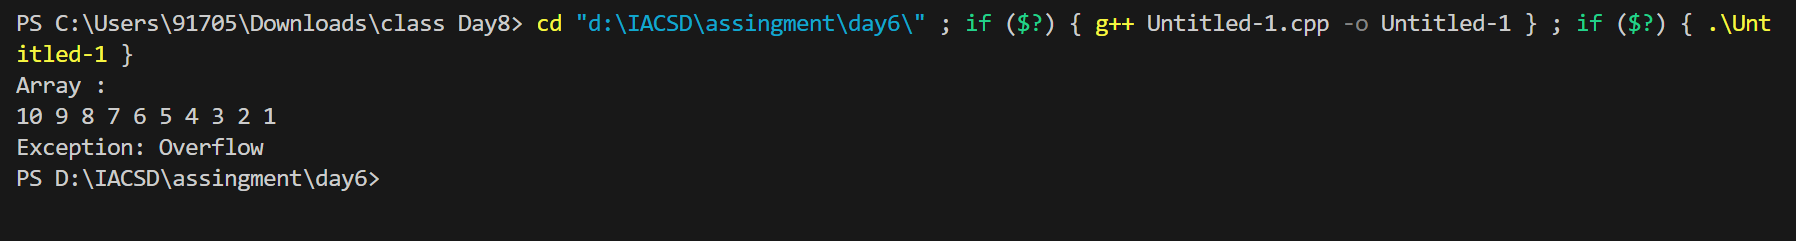 PS C:\Users\91705\Downloads\class Day8> cd "d:\IACSD\assingment\day6\" ; if ($?) { g++ Untitled-1.cpp -o Untitled-1 } ; if ($?) { .\Unt
itled-1 }
Array :
10 9 8 7 6 5 4 3 2 1
Exception: Overflow
PS D:\IACSD\assingment\day6>